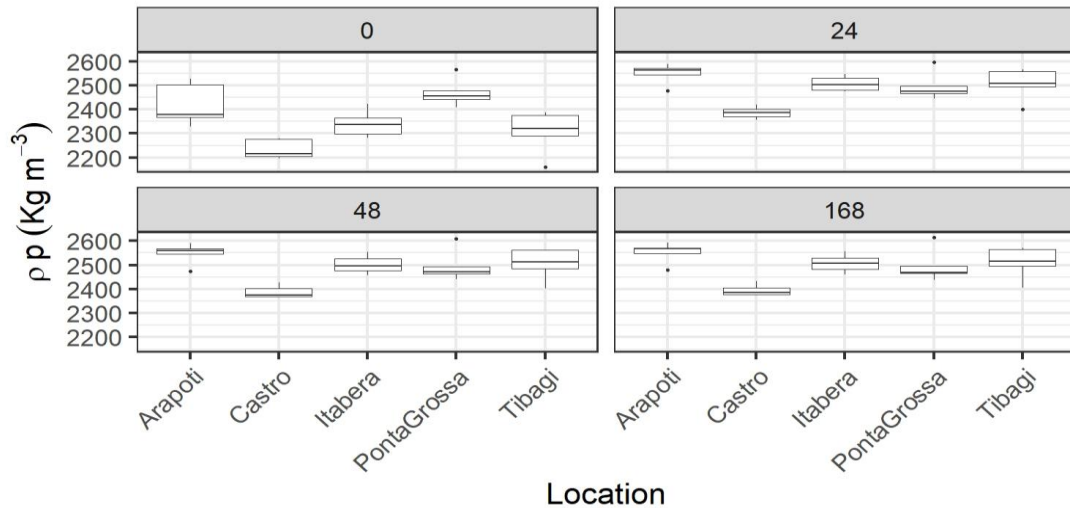 0
24
2600
2500
2400
2300
2200
48
168
2600
2500
2400
2300
2200
ρ p (Kg m⁻³)
Arapoti
Castro
Itabera
PontaGrossa
Tibagi
Arapoti
Castro
Itabera
PontaGrossa
Tibagi
Location